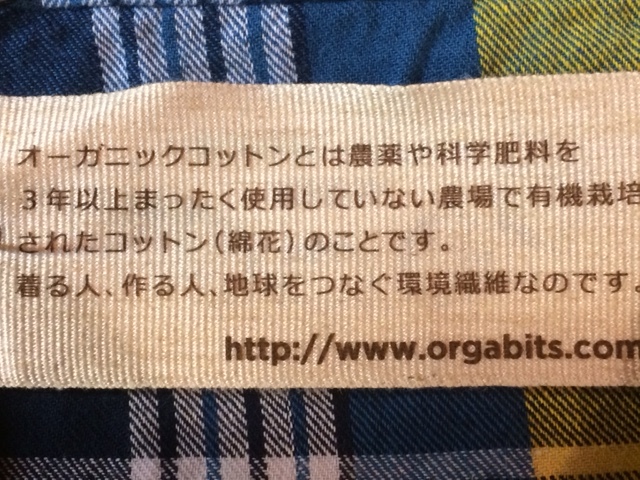 オーガニックコットンとは農薬や科学肥料を
3年以上まったく使用していない農場で有機栽培
されたコットン(綿花)のことです。
着る人、作る人、地球をつなぐ環境繊維なのです。
http://www.orgabits.com